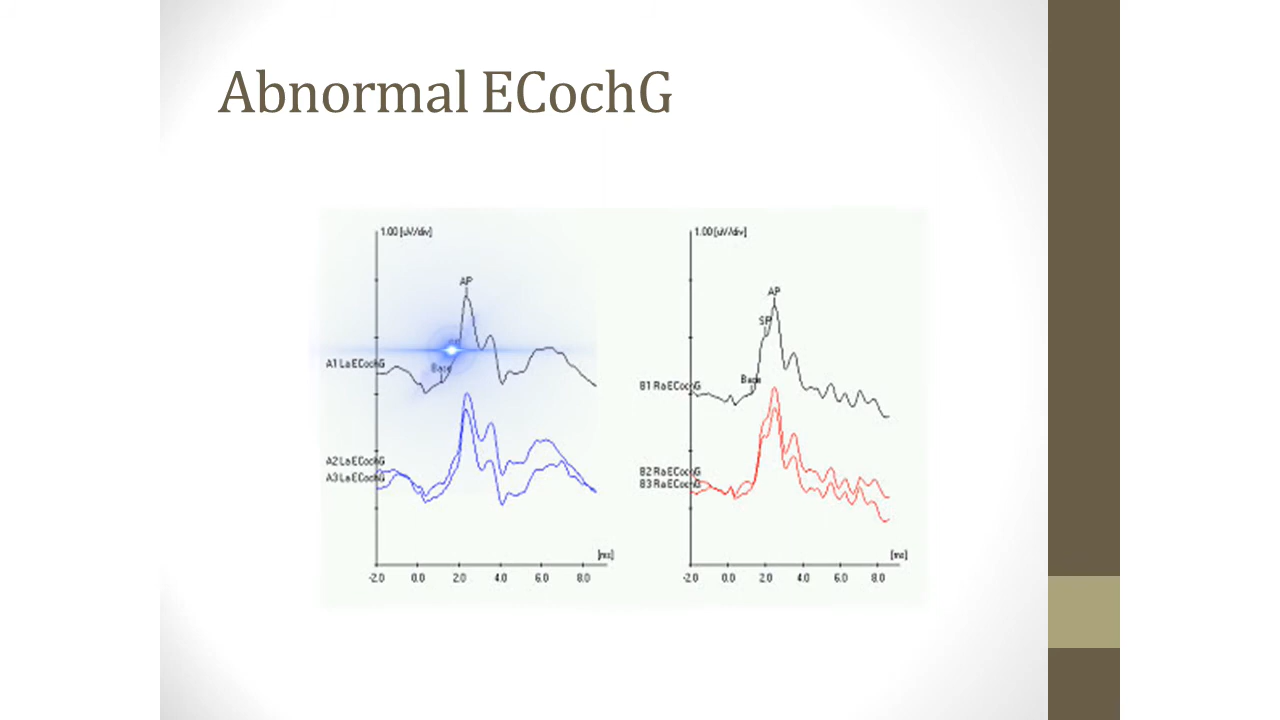 Abnormal ECochG
1.00 [uV/div]
AP
Base
A1 La ECochG
A2 La ECochG
A3 La ECochG
[ms]
-2.0 0.0 2.0 4.0 6.0 8.0
1.00 [uV/div]
AP
SP
Base
B1 Ra ECochG
B2 Ra ECochG
B3 Ra ECochG
[ms]
-2.0 0.0 2.0 4.0 6.0 8.0